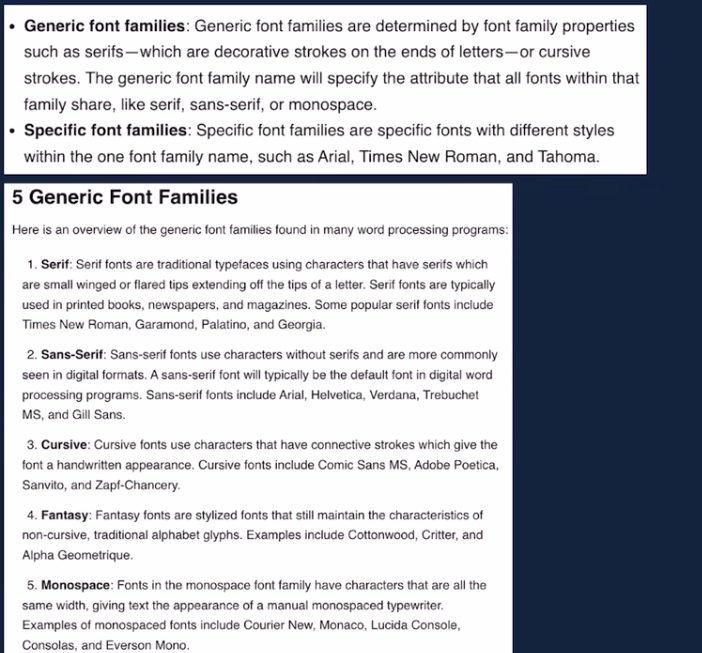 • Generic font families: Generic font families are determined by font family properties
such as serifs—which are decorative strokes on the ends of letters—or cursive
strokes. The generic font family name will specify the attribute that all fonts within that
family share, like serif, sans-serif, or monospace.
• Specific font families: Specific font families are specific fonts with different styles
within the one font family name, such as Arial, Times New Roman, and Tahoma.
5 Generic Font Families
Here is an overview of the generic font families found in many word processing programs:
1. Serif: Serif fonts are traditional typefaces using characters that have serifs which
are small winged or flared tips extending off the tips of a letter. Serif fonts are typically
used in printed books, newspapers, and magazines. Some popular serif fonts include
Times New Roman, Garamond, Palatino, and Georgia.
2. Sans-Serif: Sans-serif fonts use characters without serifs and are more commonly
seen in digital formats. A sans-serif font will typically be the default font in digital word
processing programs. Sans-serif fonts include Arial, Helvetica, Verdana, Trebuchet
MS, and Gill Sans.
3. Cursive: Cursive fonts use characters that have connective strokes which give the
font a handwritten appearance. Cursive fonts include Comic Sans MS, Adobe Poetica,
Sanvito, and Zapf-Chancery.
4. Fantasy: Fantasy fonts are stylized fonts that still maintain the characteristics of
non-cursive, traditional alphabet glyphs. Examples include Cottonwood, Critter, and
Alpha Geometrique.
5. Monospace: Fonts in the monospace font family have characters that are all the
same width, giving text the appearance of a manual monospaced typewriter.
Examples of monospaced fonts include Courier New, Monaco, Lucida Console,
Consolas, and Everson Mono.